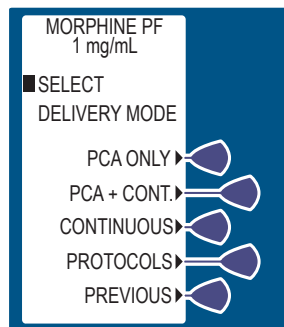 MORPHINE PF
1 mg/mL
SELECT
DELIVERY MODE
PCA ONLY
PCA + CONT.
CONTINUOUS
PROTOCOLS
PREVIOUS